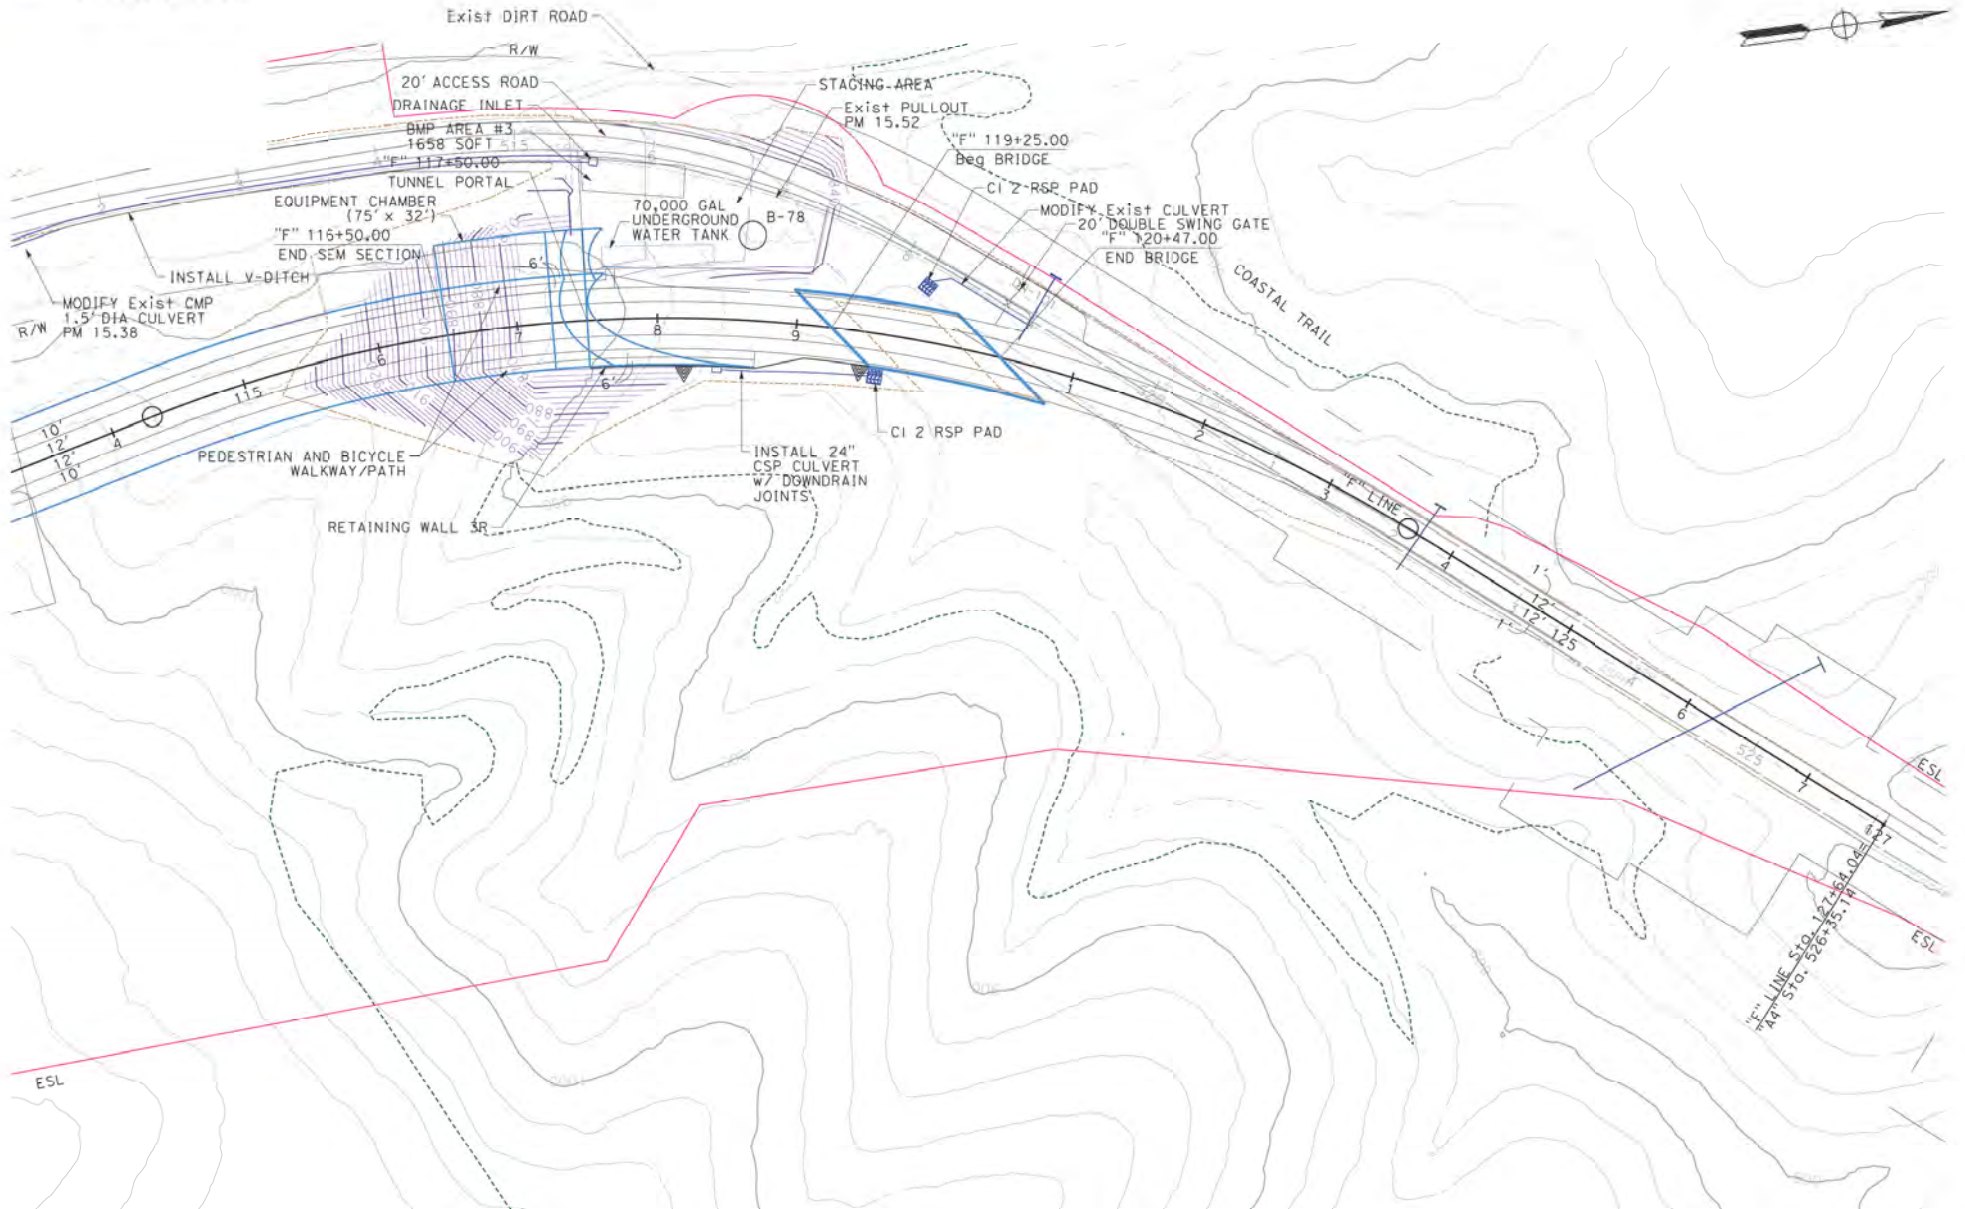 Exist DIRT ROAD
R/W
20' ACCESS ROAD
DRAINAGE INLET
BMP AREA #3
1658 SQFT
"F" 117+50.00
TUNNEL PORTAL
EQUIPMENT CHAMBER
(75' x 32')
"F" 116+50.00
END SEM SECTION
INSTALL V-DITCH
MODIFY Exist CMP
1.5' DIA CULVERT
PM 15.38
R/W
STAGING AREA
Exist PULLOUT
PM 15.52
"F" 119+25.00
Beg BRIDGE
Cl 2 RSP PAD
MODIFY Exist CULVERT
20' DOUBLE SWING GATE
"F" 120+47.00
END BRIDGE
COASTAL TRAIL
70,000 GAL
UNDERGROUND
WATER TANK
B-78
6'
6'
10'
12'
12'
10'
4
115
6
7
8
9
1
2
3
"F" LINE
4
1'
12'
12'
1'
125
6
525
7
PEDESTRIAN AND BICYCLE
WALKWAY/PATH
RETAINING WALL 3R
INSTALL 24"
CSP CULVERT
w/ DOWNDRAIN
JOINTS
Cl 2 RSP PAD
880
890
900
ESL
ESL
ESL
"F" LINE Sta. 127+64.04=
"A4" Sta. 526+35.14